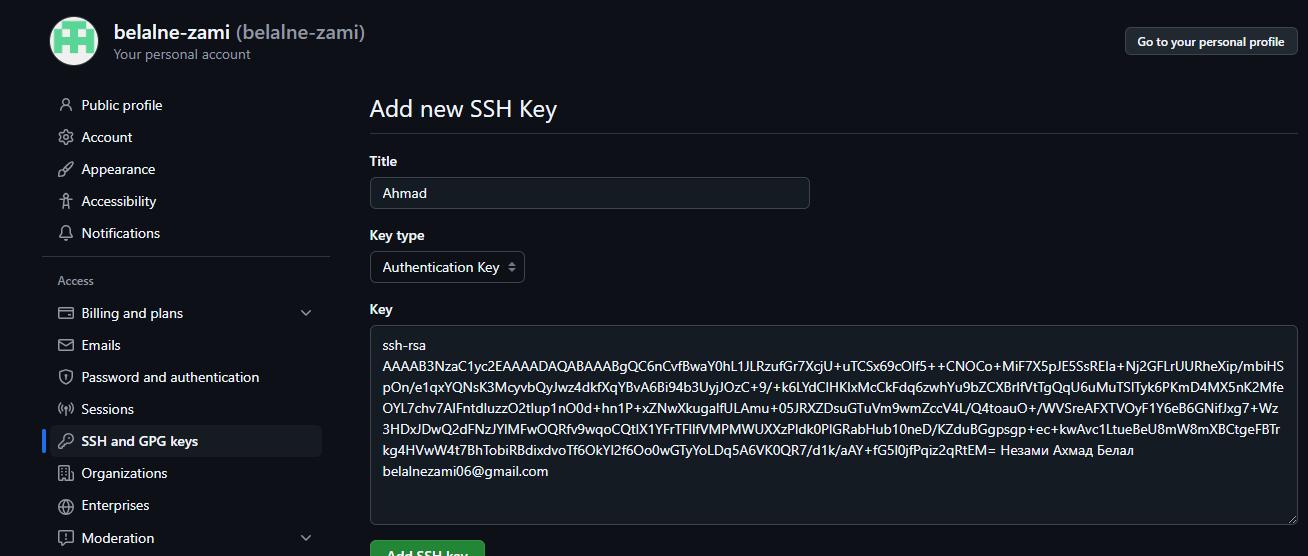 belalne-zami (belalne-zami)
Your personal account
Go to your personal profile
Public profile
Account
Appearance
Accessibility
Notifications
Access
Billing and plans
Emails
Password and authentication
Sessions
SSH and GPG keys
Organizations
Enterprises
Moderation
Add new SSH Key
Title
Ahmad
Key type
Authentication Key
Key
ssh-rsa
AAAAB3NzaC1yc2EAAAADAQABAAABgQC6nCvfBwaY0hL1JLRzufGr7XcjU+uTCSx69cOlf5++CNOCo+MiF7X5pJE5SsREIa+Nj2GFLrUURheXip/mbiHS
pOn/e1qxYQNsK3McyvbQyJwz4dkfXqYBvA6Bi94b3UyjJOzC+9/+k6LYdCIHKIxMcCkFdq6zwhYu9bZCXBrIfVtTgQqU6uMuTSITyk6PKmD4MX5nK2Mfe
OYL7chv7AIFntdluzzO2tlup1nO0d+hn1P+xZNwXkugaIfULAmu+05JRXZDsuGTuVm9wmZccV4L/Q4toauO+/WVSreAFXTVOyF1Y6eB6GNifJxg7+Wz
3HDxJDwQ2dFNzJYlMFwOQRfv9wqoCQtIX1YFrTFIlfVMPMWUXXzPldk0PlGRabHub10neD/KZduBGgpsgp+ec+kwAvc1LtueBeU8mW8mXBCtgeFBTr
kg4HVwW4t7BhTobiRBdixdvoTf6OkYI2f6Oo0wGTyYoLDq5A6VK0QR7/d1k/aAY+fG5l0jfPqiz2qRtEM= Незами Ахмад Белал
belalnezami06@gmail.com
Add SSH key